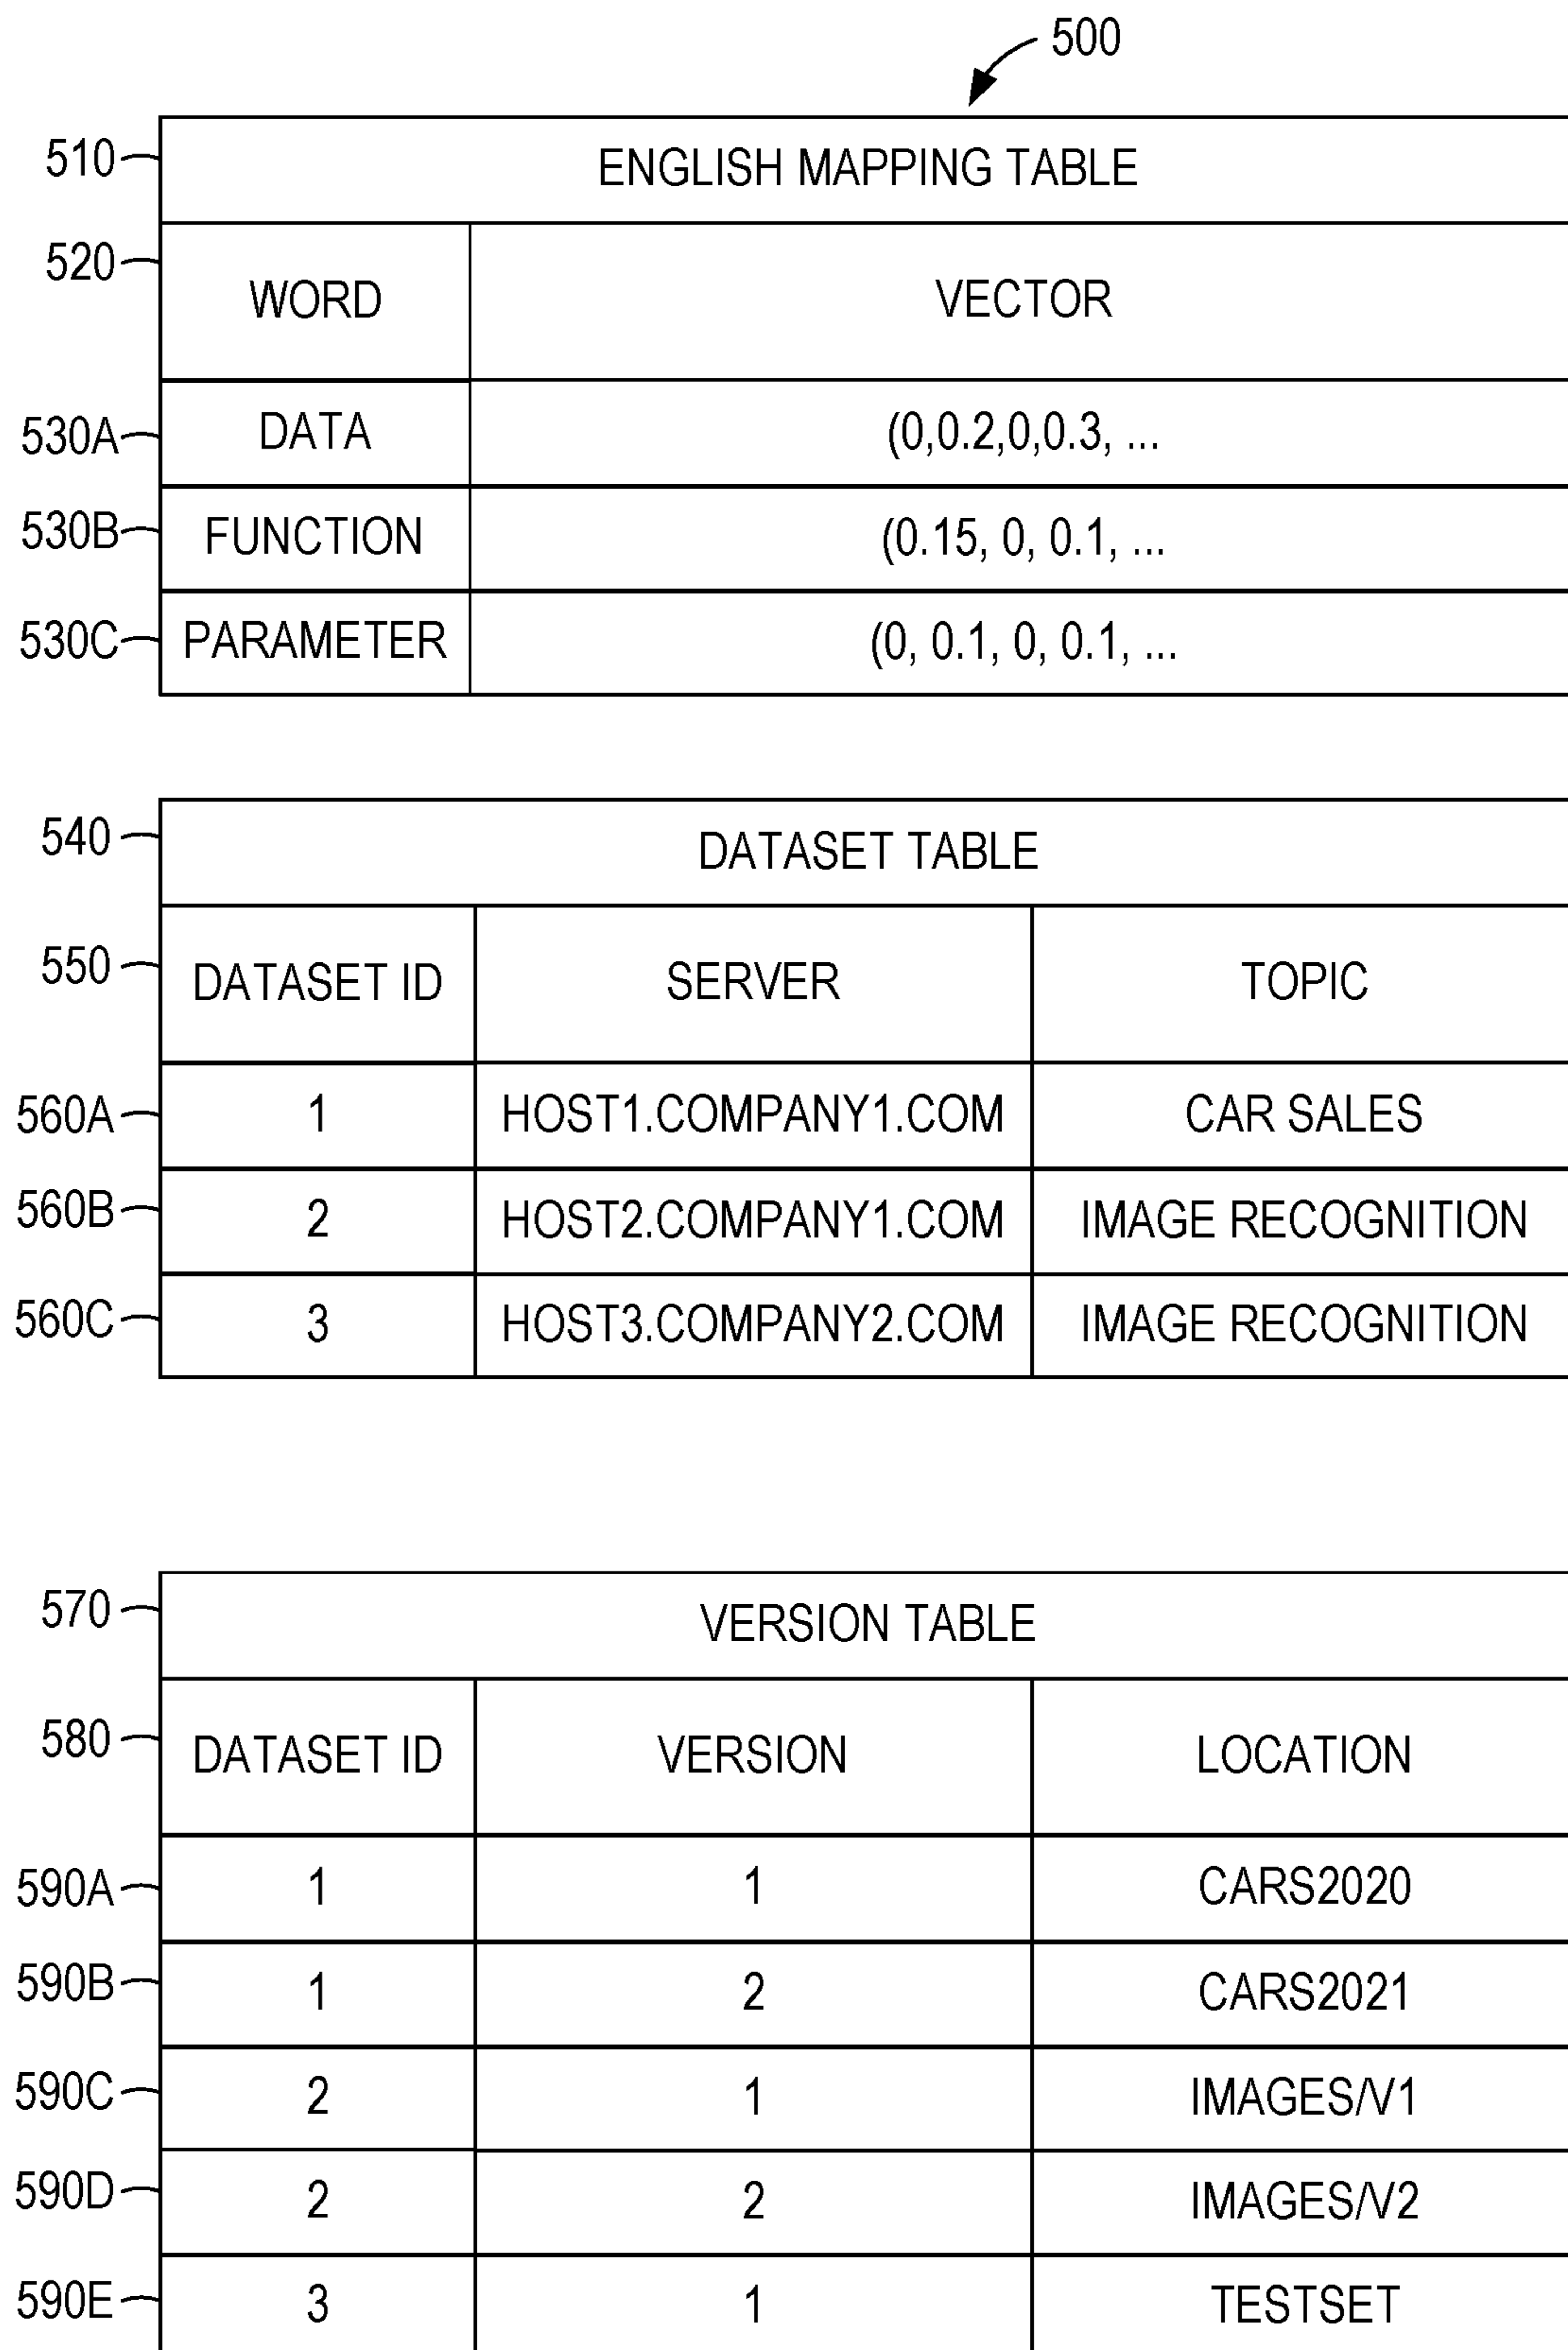 500
510 ENGLISH MAPPING TABLE
520 WORD VECTOR
530A DATA (0,0.2,0,0.3, ...
530B FUNCTION (0.15, 0, 0.1, ...
530C PARAMETER (0, 0.1, 0, 0.1, ...
540 DATASET TABLE
550 DATASET ID SERVER TOPIC
560A 1 HOST1.COMPANY1.COM CAR SALES
560B 2 HOST2.COMPANY1.COM IMAGE RECOGNITION
560C 3 HOST3.COMPANY2.COM IMAGE RECOGNITION
570 VERSION TABLE
580 DATASET ID VERSION LOCATION
590A 1 1 CARS2020
590B 1 2 CARS2021
590C 2 1 IMAGES/V1
590D 2 2 IMAGES/V2
590E 3 1 TESTSET